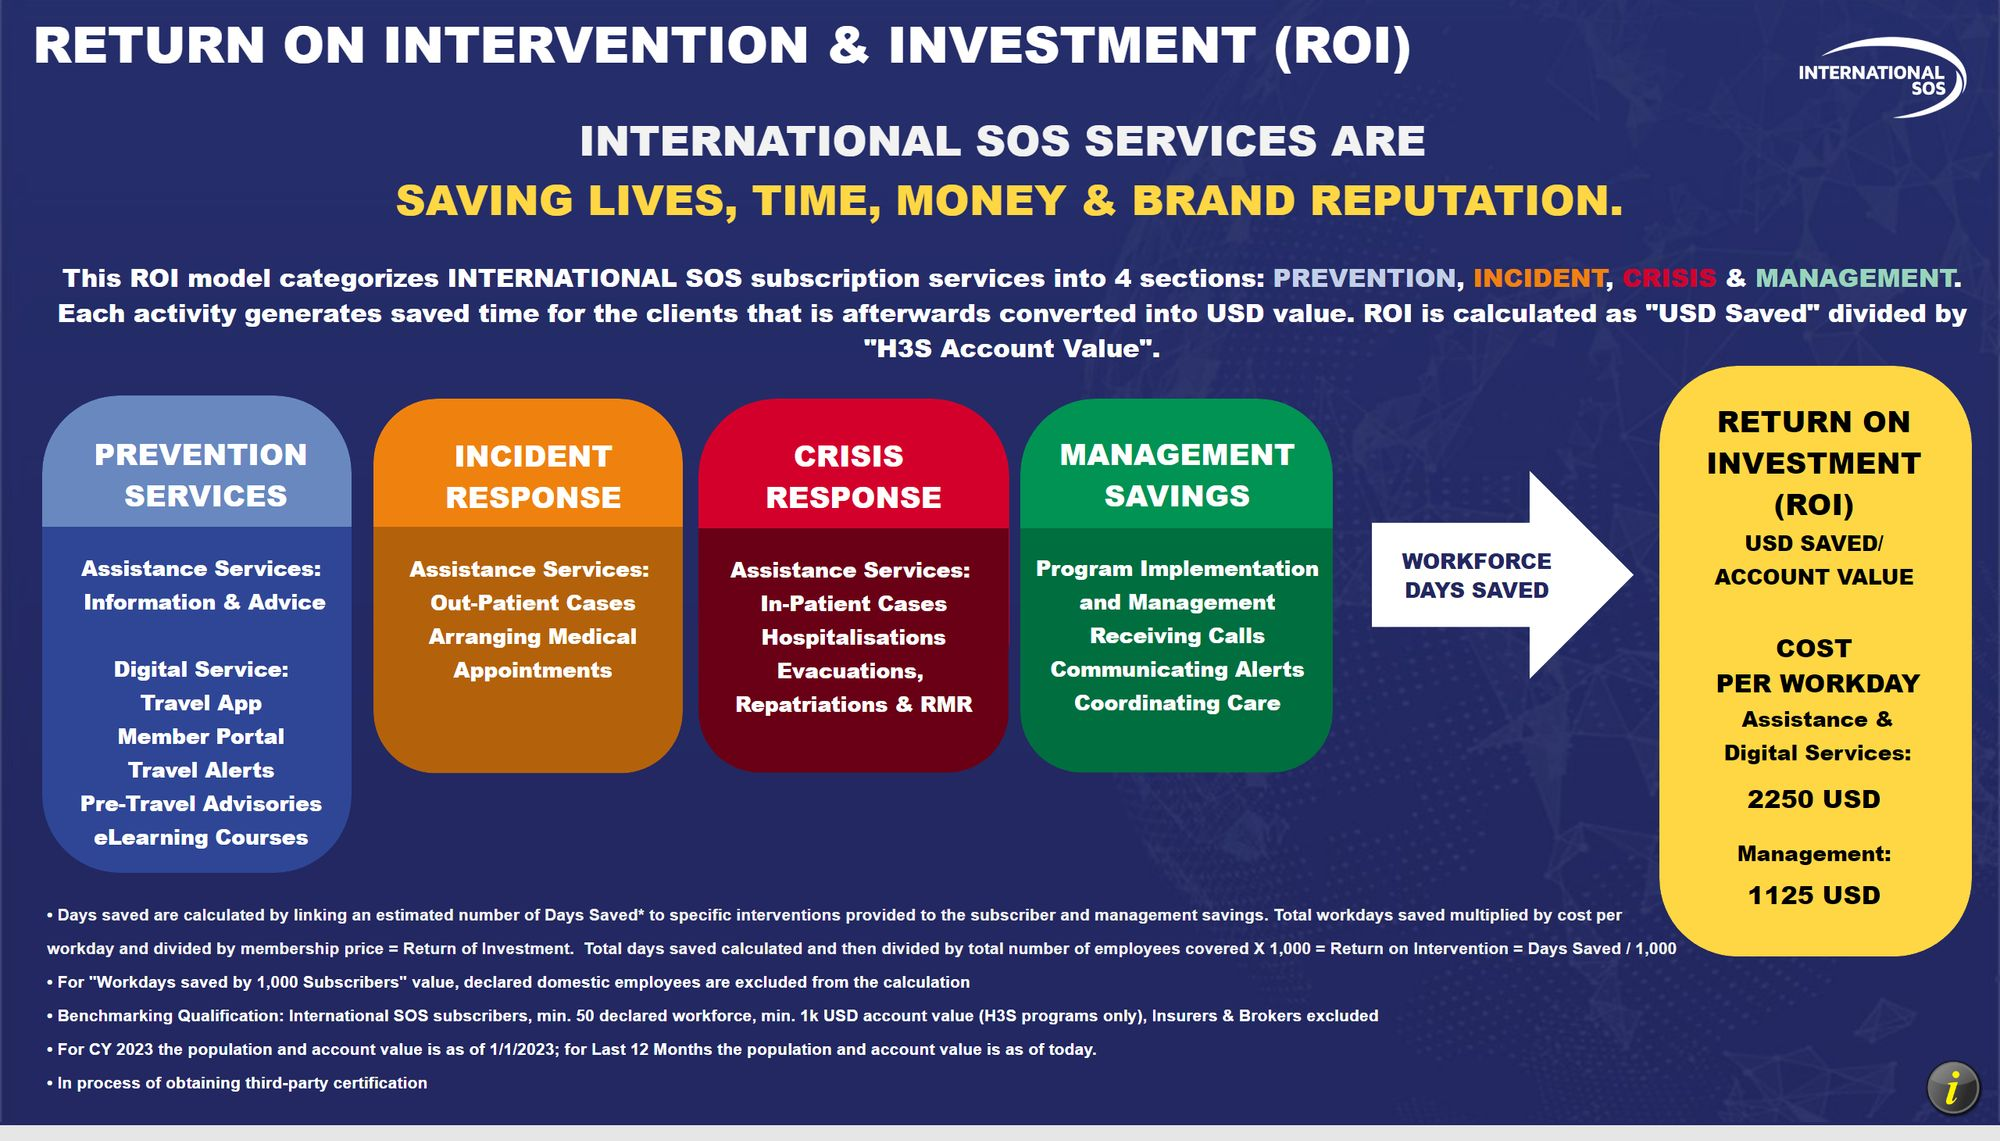 RETURN ON INTERVENTION & INVESTMENT (ROI)
INTERNATIONAL
SOS
INTERNATIONAL SOS SERVICES ARE
SAVING LIVES, TIME, MONEY & BRAND REPUTATION.
This ROI model categorizes INTERNATIONAL SOS subscription services into 4 sections: PREVENTION, INCIDENT, CRISIS & MANAGEMENT.
Each activity generates saved time for the clients that is afterwards converted into USD value. ROI is calculated as "USD Saved" divided by
"H3S Account Value".
PREVENTION
SERVICES
Assistance Services:
Information & Advice
Digital Service:
Travel App
Member Portal
Travel Alerts
Pre-Travel Advisories
eLearning Courses
INCIDENT
RESPONSE
Assistance Services:
Out-Patient Cases
Arranging Medical
Appointments
CRISIS
RESPONSE
Assistance Services:
In-Patient Cases
Hospitalisations
Evacuations,
Repatriations & RMR
MANAGEMENT
SAVINGS
Program Implementation
and Management
Receiving Calls
Communicating Alerts
Coordinating Care
WORKFORCE
DAYS SAVED
RETURN ON
INVESTMENT
(ROI)
USD SAVED/
ACCOUNT VALUE
COST
PER WORKDAY
Assistance &
Digital Services:
2250 USD
Management:
1125 USD
• Days saved are calculated by linking an estimated number of Days Saved* to specific interventions provided to the subscriber and management savings. Total workdays saved multiplied by cost per
workday and divided by membership price = Return of Investment.  Total days saved calculated and then divided by total number of employees covered X 1,000 = Return on Intervention = Days Saved / 1,000
• For "Workdays saved by 1,000 Subscribers" value, declared domestic employees are excluded from the calculation
• Benchmarking Qualification: International SOS subscribers, min. 50 declared workforce, min. 1k USD account value (H3S programs only), Insurers & Brokers excluded
• For CY 2023 the population and account value is as of 1/1/2023; for Last 12 Months the population and account value is as of today.
• In process of obtaining third-party certification
i